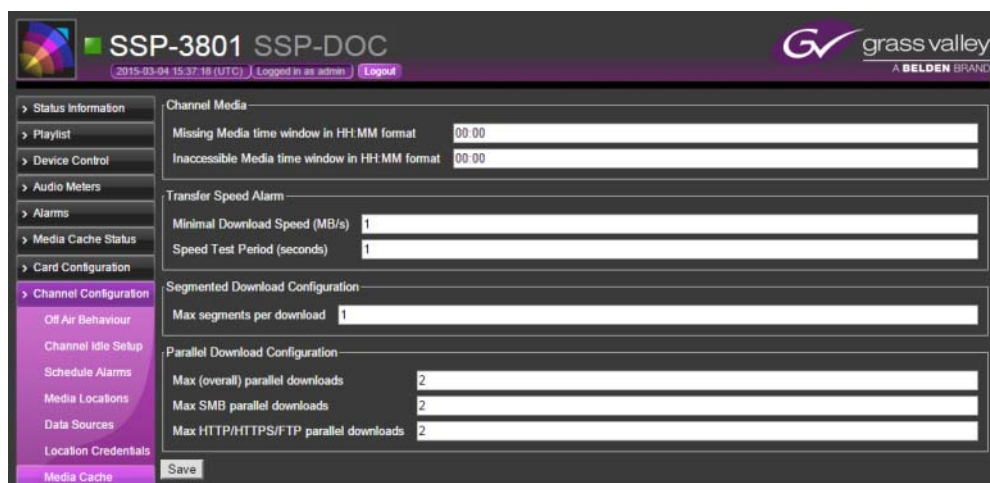 SSP-3801 SSP-DOC
2015-03-04 15:37:18 (UTC) Logged in as admin Logout
GV grass valley
A BELDEN BRAND
> Status Information
> Playlist
> Device Control
> Audio Meters
> Alarms
> Media Cache Status
> Card Configuration
> Channel Configuration
Off Air Behaviour
Channel Idle Setup
Schedule Alarms
Media Locations
Data Sources
Location Credentials
Media Cache
Channel Media
Missing Media time window in HH:MM format 00:00
Inaccessible Media time window in HH:MM format 00:00
Transfer Speed Alarm
Minimal Download Speed (MB/s) 1
Speed Test Period (seconds) 1
Segmented Download Configuration
Max segments per download 1
Parallel Download Configuration
Max (overall) parallel downloads 2
Max SMB parallel downloads 2
Max HTTP/HTTPS/FTP parallel downloads 2
Save